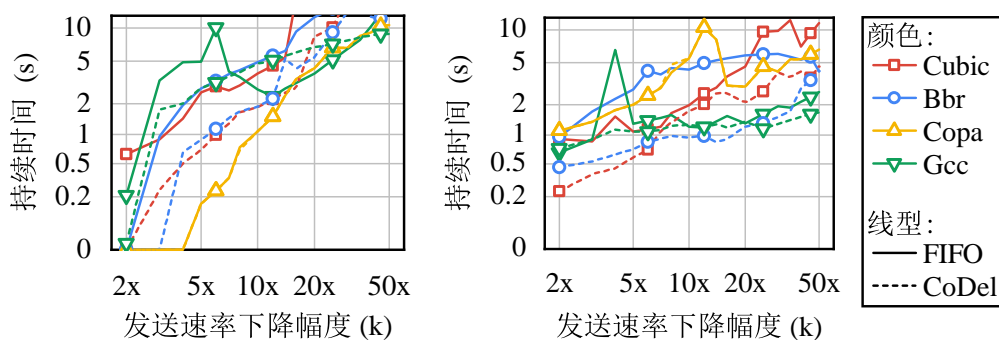 持续时间 (s)
10
5
2
1
0.5
0.2
0
2x 5x 10x 20x 50x
发送速率下降幅度 (k)
持续时间 (s)
10
5
2
1
0.5
0.2
0
2x 5x 10x 20x 50x
发送速率下降幅度 (k)
颜色:
Cubic
Bbr
Copa
Gcc
线型:
FIFO
CoDel